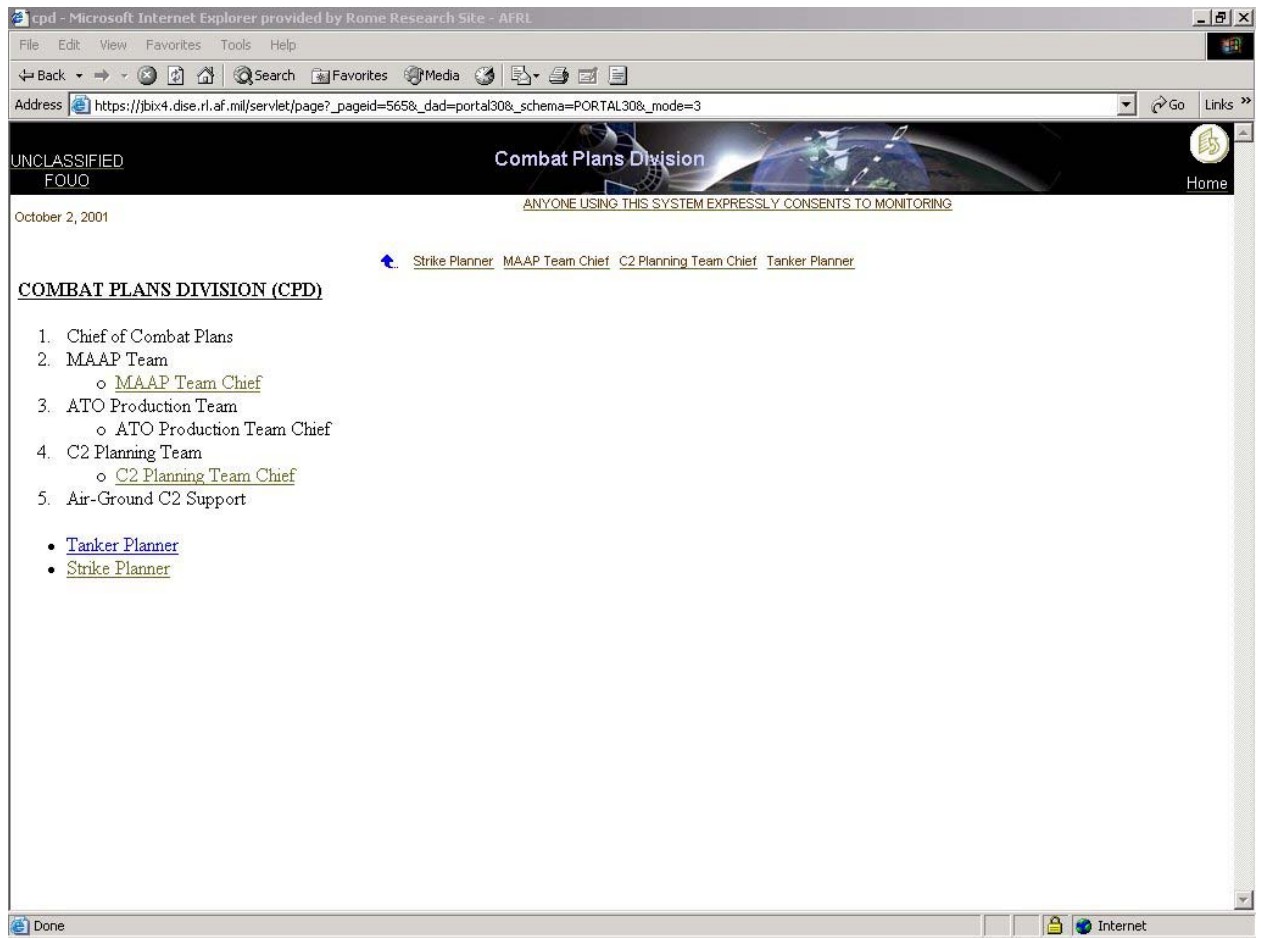 cpd - Microsoft Internet Explorer provided by Rome Research Site - AFRL
File Edit View Favorites Tools Help
Back Search Favorites Media
Address https://jbix4.dise.rl.af.mil/servlet/page?_pageid=565&_dad=portal30&_schema=PORTAL30&_mode=3 Go Links »
UNCLASSIFIED
FOUO
Combat Plans Division
Home
October 2, 2001
ANYONE USING THIS SYSTEM EXPRESSLY CONSENTS TO MONITORING
Strike Planner MAAP Team Chief C2 Planning Team Chief Tanker Planner
COMBAT PLANS DIVISION (CPD)
1. Chief of Combat Plans
2. MAAP Team
o MAAP Team Chief
3. ATO Production Team
o ATO Production Team Chief
4. C2 Planning Team
o C2 Planning Team Chief
5. Air-Ground C2 Support
• Tanker Planner
• Strike Planner
Done Internet